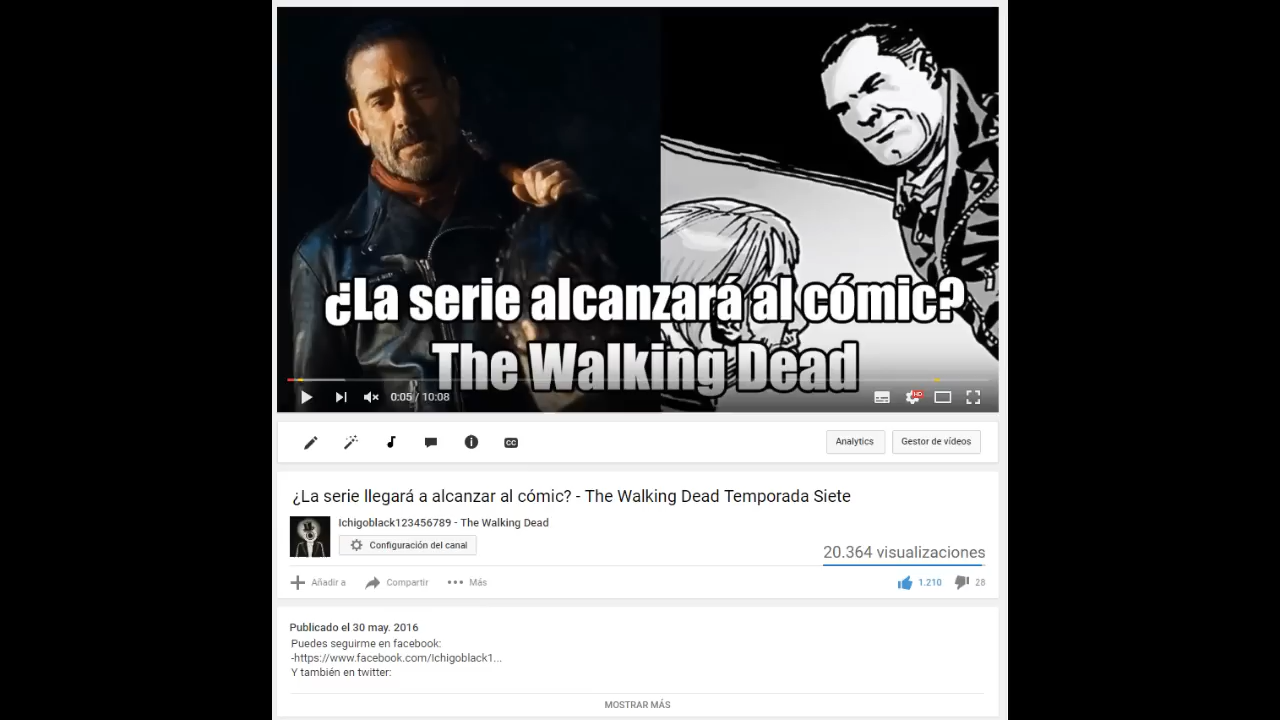 ¿La serie alcanzará al cómic?
The Walking Dead
0:05 / 10:08
HD
CC
Analytics
Gestor de vídeos
¿La serie llegará a alcanzar al cómic? - The Walking Dead Temporada Siete
Ichigoblack123456789 - The Walking Dead
Configuración del canal
20.364 visualizaciones
Añadir a
Compartir
Más
1.210
28
Publicado el 30 may. 2016
Puedes seguirme en facebook:
-https://www.facebook.com/Ichigoblack1...
Y también en twitter:
MOSTRAR MÁS